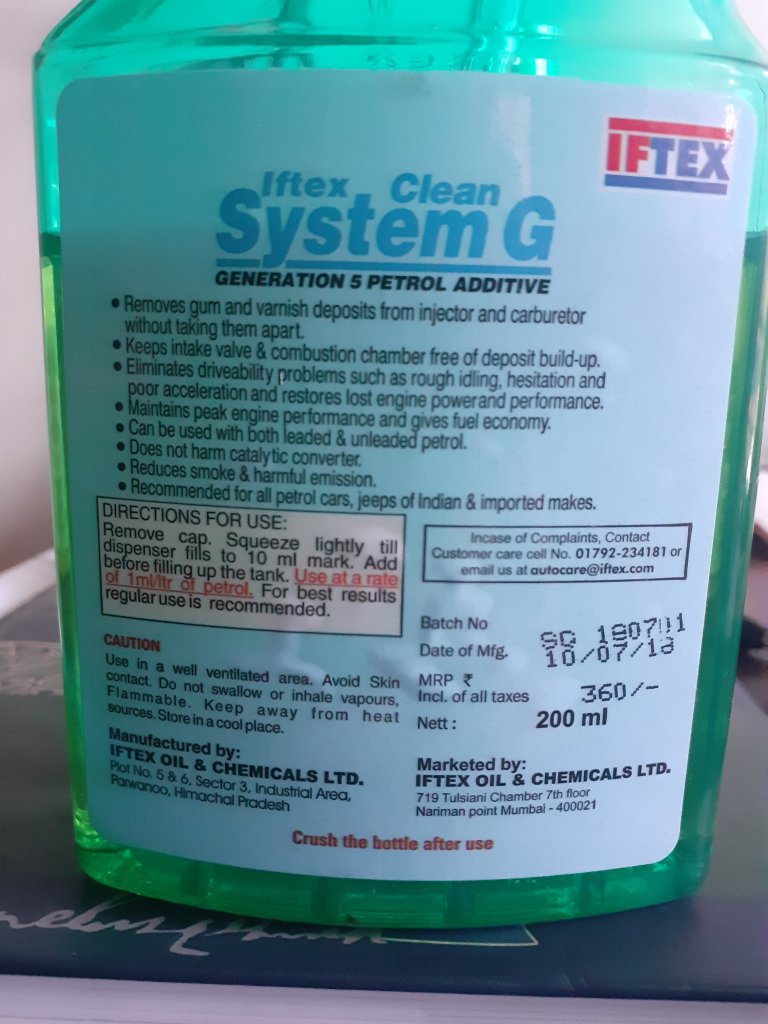 IFTEX
Iftex Clean
System G
GENERATION 5 PETROL ADDITIVE
• Removes gum and varnish deposits from injector and carburetor
without taking them apart.
• Keeps intake valve & combustion chamber free of deposit build-up.
• Eliminates driveability problems such as rough idling, hesitation and
poor acceleration and restores lost engine power and performance.
• Maintains peak engine performance and gives fuel economy.
• Can be used with both leaded & unleaded petrol.
• Does not harm catalytic converter.
• Reduces smoke & harmful emission.
• Recommended for all petrol cars, jeeps of Indian & imported makes.
DIRECTIONS FOR USE:
Remove cap. Squeeze lightly till
dispenser fills to 10 ml mark. Add
before filling up the tank. Use at a rate
of 1ml/ltr of petrol. For best results
regular use is recommended.
Incase of Complaints, Contact
Customer care cell No. 01792-234181 or
email us at autocare@iftex.com
CAUTION
Use in a well ventilated area. Avoid Skin
contact. Do not swallow or inhale vapours,
Flammable. Keep away from heat
sources. Store in a cool place.
Batch No
Date of Mfg. 10/07/18
MRP ₹
Incl. of all taxes 360/-
Nett : 200 ml
Manufactured by:
IFTEX OIL & CHEMICALS LTD.
Plot No. 5 & 6, Sector 3, Industrial Area,
Parwanoo, Himachal Pradesh
Marketed by:
IFTEX OIL & CHEMICALS LTD.
719 Tulsiani Chamber 7th floor
Nariman point Mumbai - 400021
Crush the bottle after use